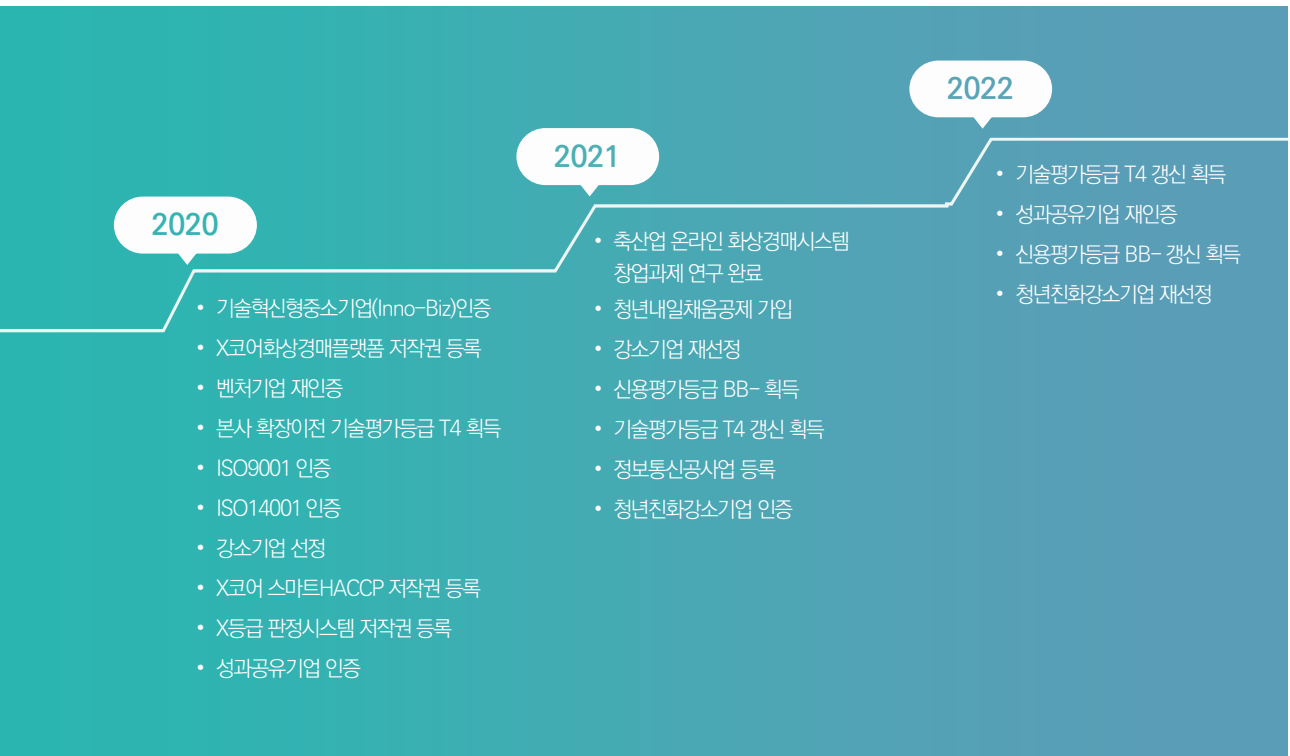 2020
• 기술혁신형중소기업(Inno-Biz)인증
• X코어화상경매플랫폼 저작권 등록
• 벤처기업 재인증
• 본사 확장이전 기술평가등급 T4 획득
• ISO9001 인증
• ISO14001 인증
• 강소기업 선정
• X코어 스마트HACCP 저작권 등록
• X등급 판정시스템 저작권 등록
• 성과공유기업 인증
2021
• 축산업 온라인 화상경매시스템
창업과제 연구 완료
• 청년내일채움공제 가입
• 강소기업 재선정
• 신용평가등급 BB- 획득
• 기술평가등급 T4 갱신 획득
• 정보통신공사업 등록
• 청년친화강소기업 인증
2022
• 기술평가등급 T4 갱신 획득
• 성과공유기업 재인증
• 신용평가등급 BB- 갱신 획득
• 청년친화강소기업 재선정